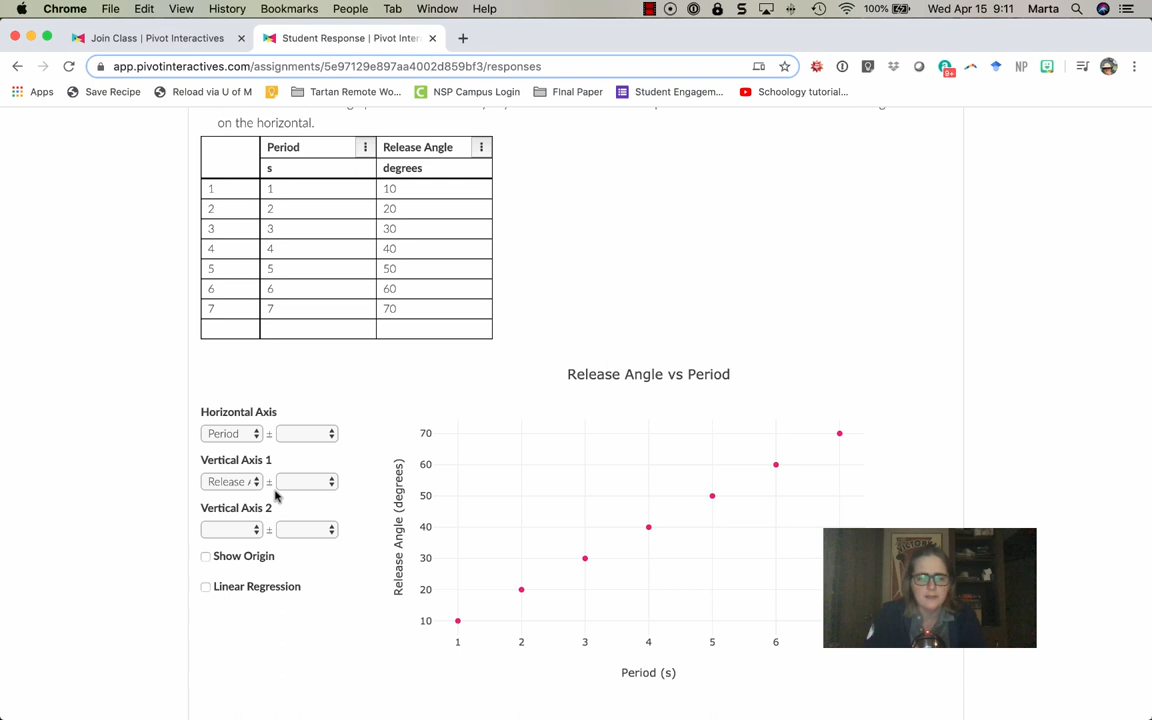 Chrome File Edit View History Bookmarks People Tab Window Help 100% Wed Apr 15 9:11 Marta
Join Class | Pivot Interactives Student Response | Pivot Inter
app.pivotinteractives.com/assignments/5e97129e897aa4002d859bf3/responses
Apps Save Recipe Reload via U of M Tartan Remote Wo... NSP Campus Login FInal Paper Student Engagem... Schoology tutorial...
on the horizontal.
Period Release Angle
s degrees
1 1 10
2 2 20
3 3 30
4 4 40
5 5 50
6 6 60
7 7 70
Release Angle vs Period
Horizontal Axis
Period ±
Vertical Axis 1
Release ±
Vertical Axis 2
±
Show Origin
Linear Regression
Release Angle (degrees)
70
60
50
40
30
20
10
1 2 3 4 5 6
Period (s)